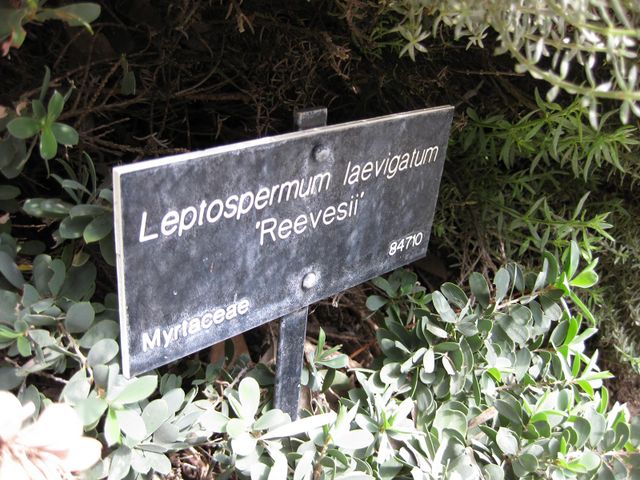 Leptospermum laevigatum
'Reevesii'
84710
Myrtaceae